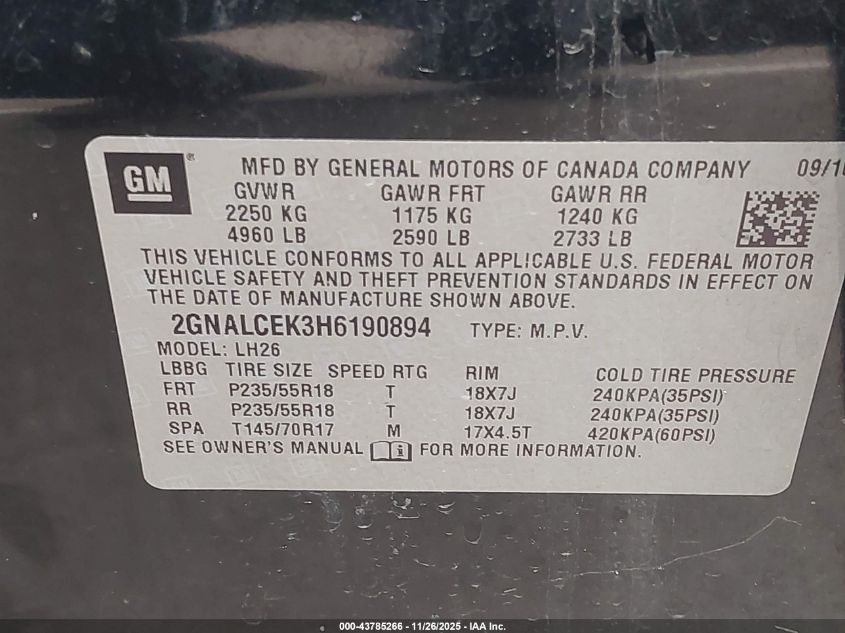 GM ®
MFD BY GENERAL MOTORS OF CANADA COMPANY 09/16
GVWR GAWR FRT GAWR RR
2250 KG 1175 KG 1240 KG
4960 LB 2590 LB 2733 LB
THIS VEHICLE CONFORMS TO ALL APPLICABLE U.S. FEDERAL MOTOR
VEHICLE SAFETY AND THEFT PREVENTION STANDARDS IN EFFECT ON
THE DATE OF MANUFACTURE SHOWN ABOVE.
2GNALCEK3H6190894 TYPE: M.P.V.
MODEL: LH26
LBBG TIRE SIZE SPEED RTG RIM COLD TIRE PRESSURE
FRT P235/55R18 T 18X7J 240KPA(35PSI)
RR P235/55R18 T 18X7J 240KPA(35PSI)
SPA T145/70R17 M 17X4.5T 420KPA(60PSI)
SEE OWNER'S MANUAL i FOR MORE INFORMATION.
000-43785266 - 11/26/2025 - IAA Inc.